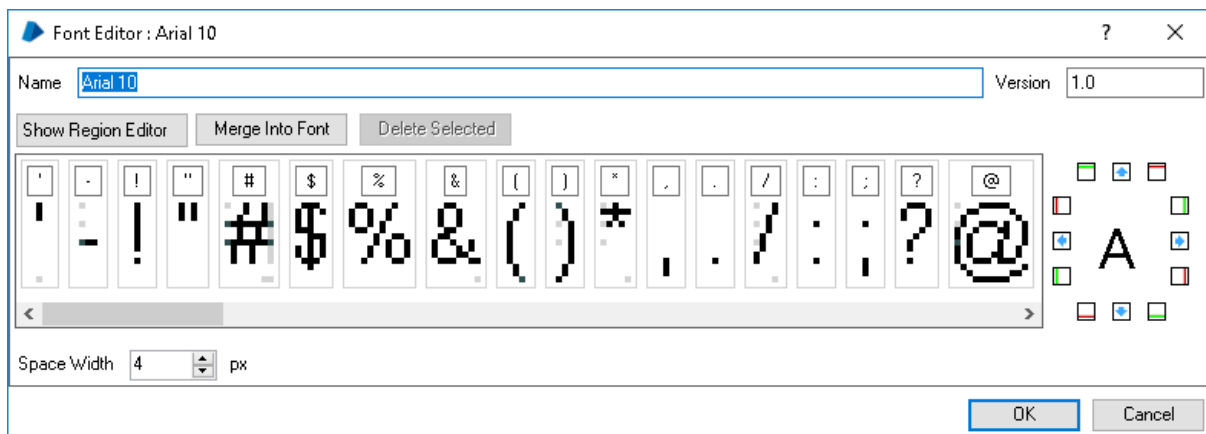 Font Editor : Arial 10 ?
Name Arial 10 Version 1.0
Show Region Editor Merge Into Font Delete Selected
' - ! " # $ % & ( ) * , . / : ; ? @
' - ! " # $ % & ( ) * , . / : ; ? @
A
Space Width 4 px
OK Cancel